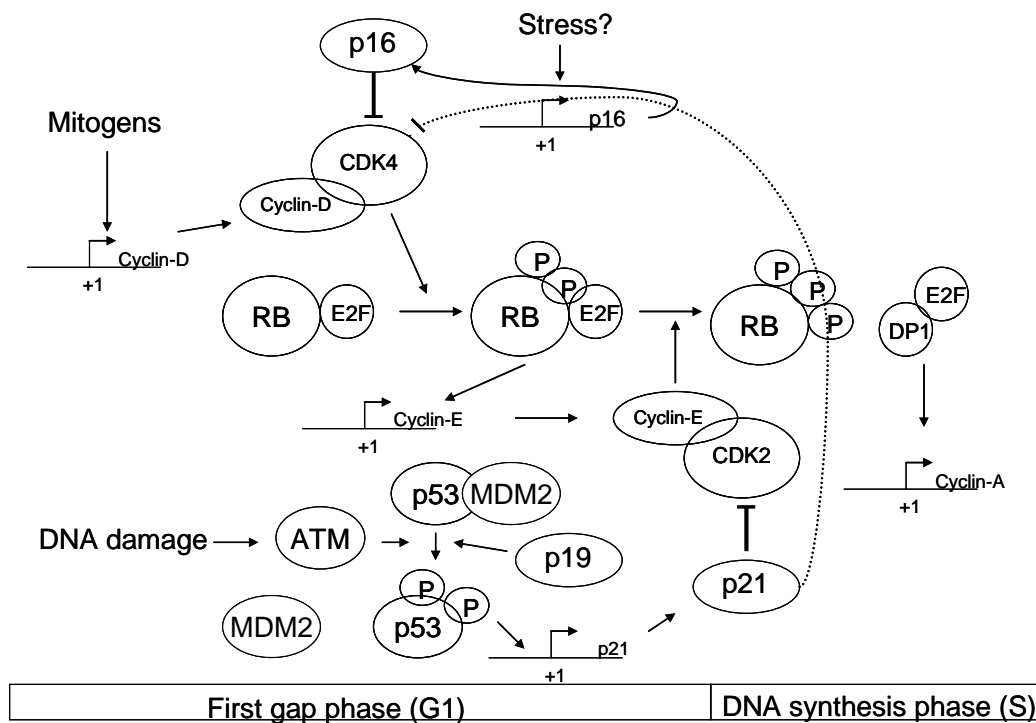 Stress?
p16
p16
+1
Mitogens
CDK4
Cyclin-D
Cyclin-D
+1
P
P
RB
E2F
RB
E2F
P
P
P
RB
E2F
DP1
Cyclin-E
+1
Cyclin-E
CDK2
Cyclin-A
+1
p53
MDM2
DNA damage
ATM
p19
p21
MDM2
P
P
p53
p21
+1
First gap phase (G1)
DNA synthesis phase (S)